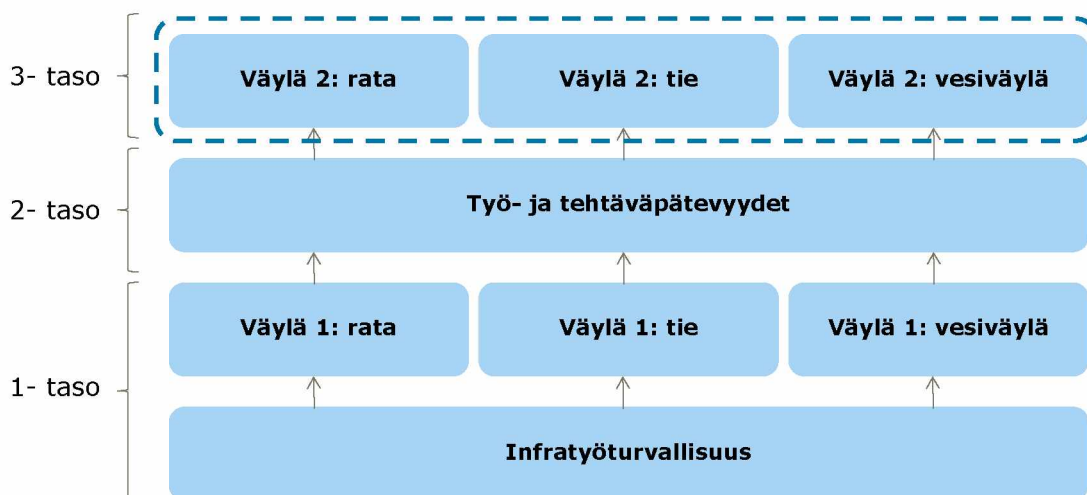 3- taso
Väylä 2: rata
Väylä 2: tie
Väylä 2: vesiväylä
2- taso
Työ- ja tehtäväpätevyydet
1- taso
Väylä 1: rata
Väylä 1: tie
Väylä 1: vesiväylä
Infratyöturvallisuus